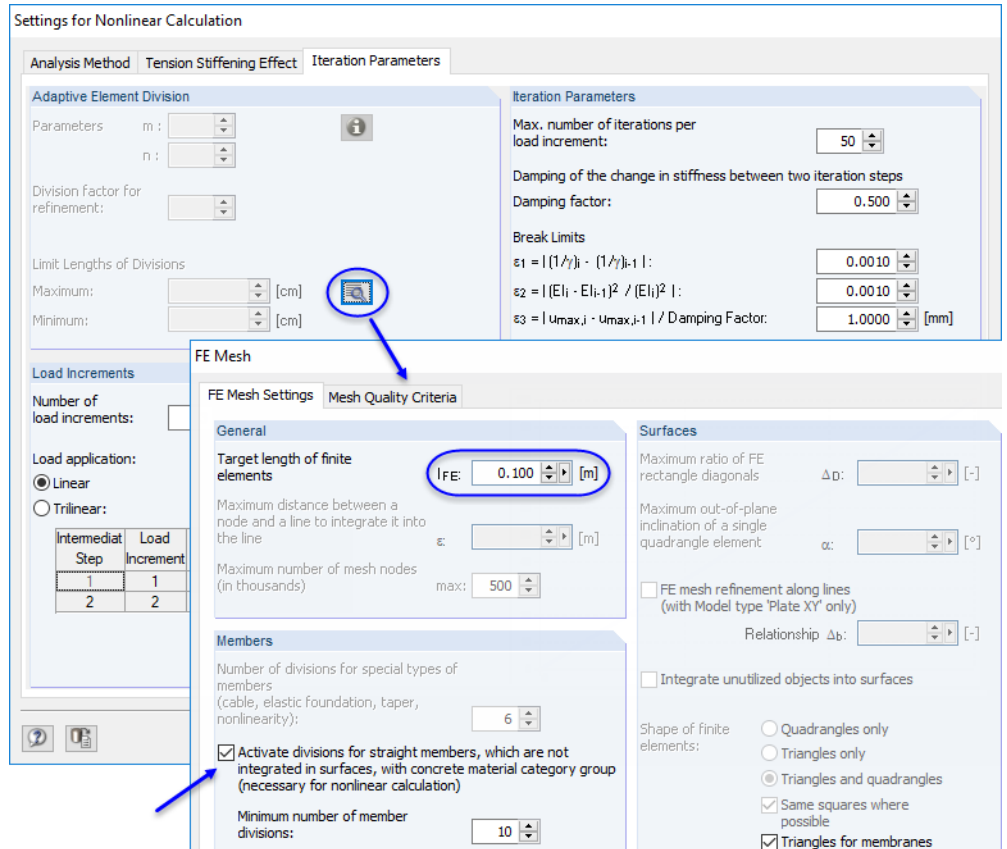 Settings for Nonlinear Calculation
Analysis Method
Tension Stiffening Effect
Iteration Parameters
Adaptive Element Division
Parameters m :
n :
Division factor for
refinement:
Limit Lengths of Divisions
Maximum: [cm]
Minimum: [cm]
Iteration Parameters
Max. number of iterations per
load increment: 50
Damping of the change in stiffness between two iteration steps
Damping factor: 0.500
Break Limits
ε1 = | (1/γ)i - (1/γ)i-1 | : 0.0010
ε2 = | (EIi - EIi-1)² / (EIi)² | : 0.0010
ε3 = | umax,i - umax,i-1 | / Damping Factor: 1.0000 [mm]
Load Increments
Number of
load increments:
Load application:
Linear
Trilinear:
Intermediat Load
Step Increment
1 1
2 2
FE Mesh
FE Mesh Settings
Mesh Quality Criteria
General
Target length of finite
elements lFE: 0.100 [m]
Maximum distance between a
node and a line to integrate it into
the line ε: [m]
Maximum number of mesh nodes
(in thousands) max: 500
Members
Number of divisions for special types of
members
(cable, elastic foundation, taper,
nonlinearity): 6
Activate divisions for straight members, which are not
integrated in surfaces, with concrete material category group
(necessary for nonlinear calculation)
Minimum number of member
divisions: 10
Surfaces
Maximum ratio of FE
rectangle diagonals ΔD: [-]
Maximum out-of-plane
inclination of a single
quadrangle element α: [°]
FE mesh refinement along lines
(with Model type 'Plate XY' only)
Relationship Δb: [-]
Integrate unutilized objects into surfaces
Shape of finite
elements:
Quadrangles only
Triangles only
Triangles and quadrangles
Same squares where
possible
Triangles for membranes